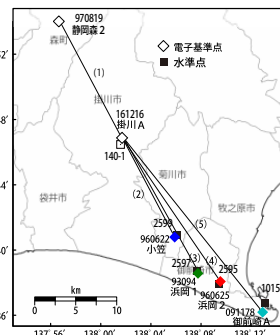 970819
静岡森2
森町
電子基準点
水準点
(1)
掛川市
161216
掛川A
140-1
菊川市
(2)
袋井市
牧之原市
2599
(5)
960622
小笠
2597
(3)
(4)
2595
93094
浜岡1
960625
浜岡2
1015
091178
御前崎A
km
0
5
10
137°56'
138°00'
138°04'
138°08'
138°12'